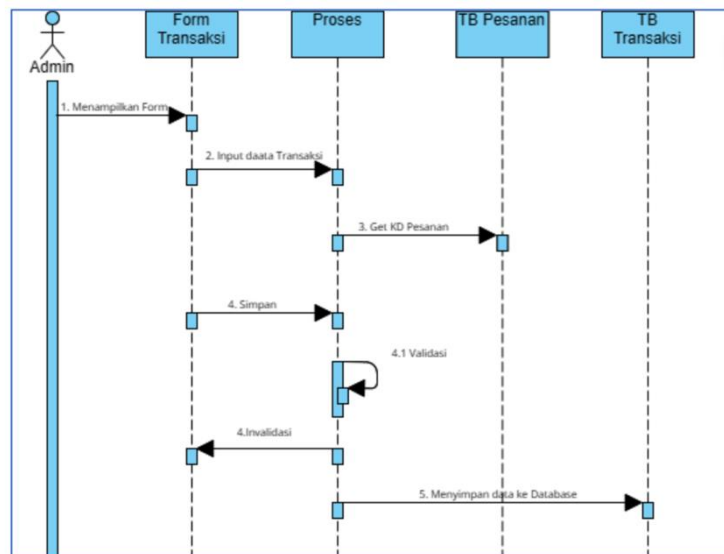 Form
Transaksi
Proses
TB Pesanan
TB
Transaksi
Admin
1. Menampilkan Form
2. Input daata Transaksi
3. Get KD Pesanan
4. Simpan
4.1 Validasi
4.Invalidasi
5. Menyimpan data ke Database